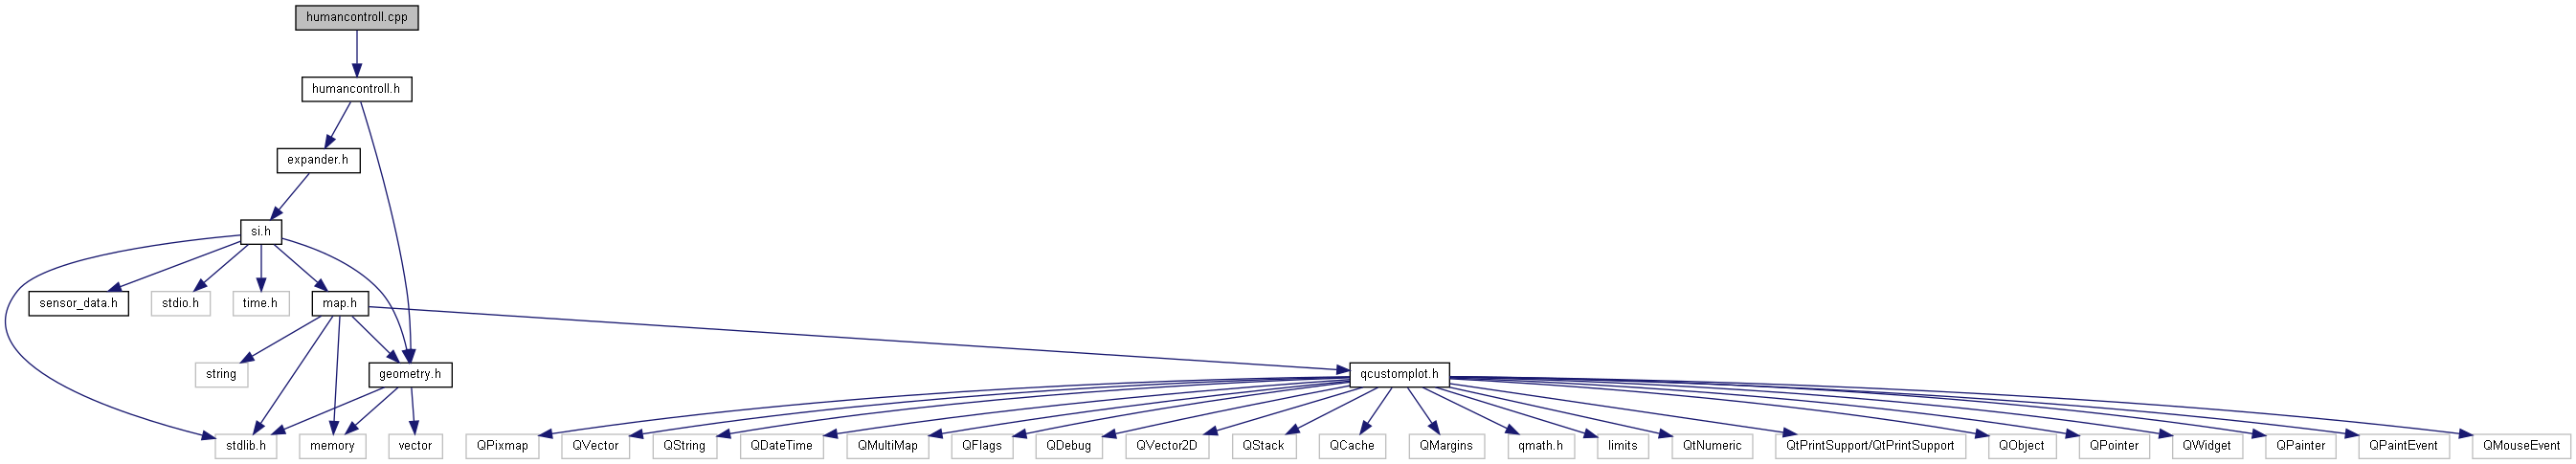 humancontroll.cpp
humancontroll.h
expander.h
si.h
sensor_data.h
stdio.h
time.h
map.h
string
geometry.h
qcustomplot.h
stdlib.h
memory
vector
QPixmap
QVector
QString
QDateTime
QMultiMap
QFlags
QDebug
QVector2D
QStack
QCache
QMargins
qmath.h
limits
QtNumeric
QtPrintSupport/QtPrintSupport
QObject
QPointer
QWidget
QPainter
QPaintEvent
QMouseEvent